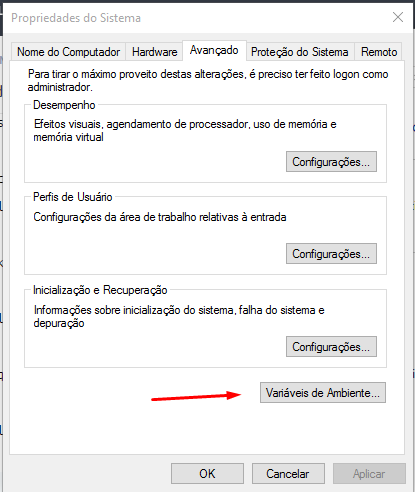 Propriedades do Sistema
Nome do Computador Hardware Avançado Proteção do Sistema Remoto
Para tirar o máximo proveito destas alterações, é preciso ter feito logon como
administrador.
Desempenho
Efeitos visuais, agendamento de processador, uso de memória e
memória virtual
Configurações...
Perfis de Usuário
Configurações da área de trabalho relativas à entrada
Configurações...
Inicialização e Recuperação
Informações sobre inicialização do sistema, falha do sistema e
depuração
Configurações...
Variáveis de Ambiente...
OK Cancelar Aplicar